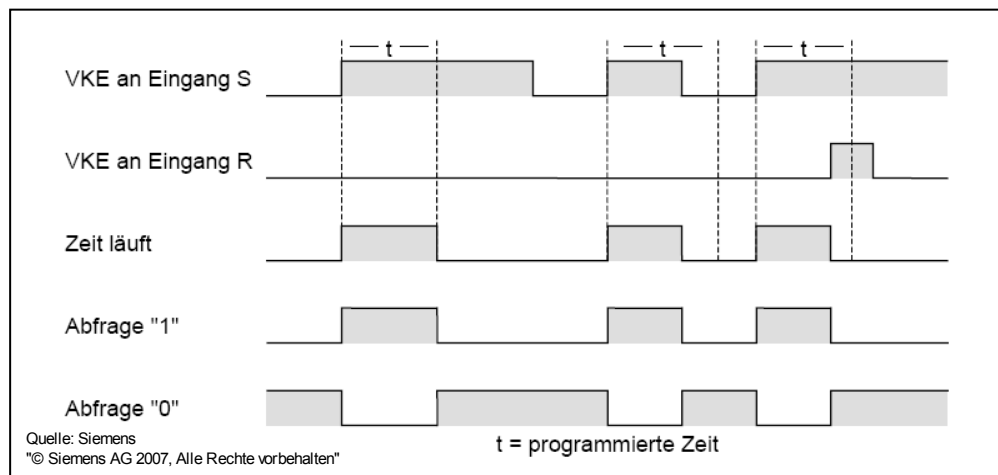 t t t
VKE an Eingang S
VKE an Eingang R
Zeit läuft
Abfrage "1"
Abfrage "0"
Quelle: Siemens
"© Siemens AG 2007, Alle Rechte vorbehalten"
t = programmierte Zeit